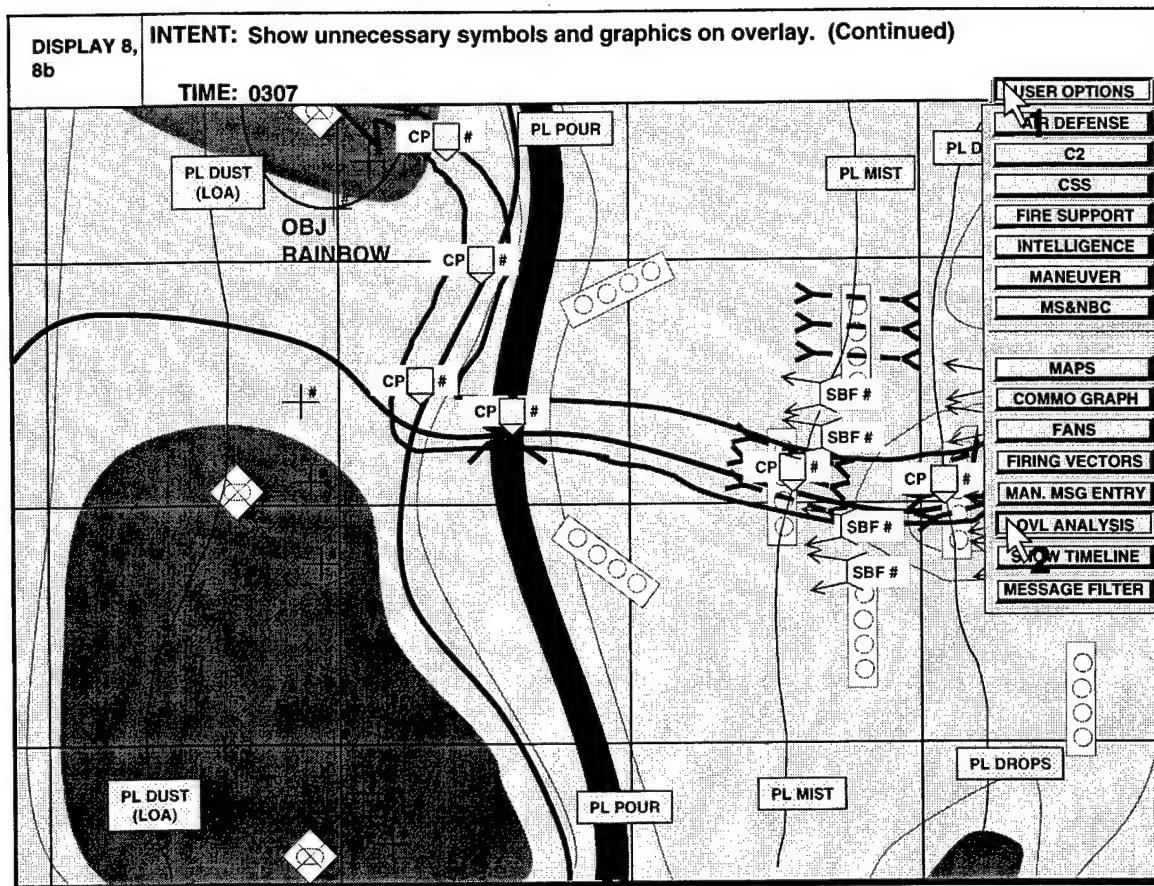 DISPLAY 8,
8b
INTENT: Show unnecessary symbols and graphics on overlay. (Continued)
TIME: 0307
USER OPTIONS
1
AIR DEFENSE
C2
CSS
FIRE SUPPORT
INTELLIGENCE
MANEUVER
MS&NBC
MAPS
COMMO GRAPH
FANS
FIRING VECTORS
MAN. MSG ENTRY
OVL ANALYSIS
2
SHOW TIMELINE
MESSAGE FILTER
CP #
PL POUR
PL MIST
PL D
PL DUST
(LOA)
OBJ
RAINBOW
CP #
CP #
#
CP #
SBF #
SBF #
CP #
CP #
SBF #
SBF #
PL DUST
(LOA)
PL POUR
PL MIST
PL DROPS